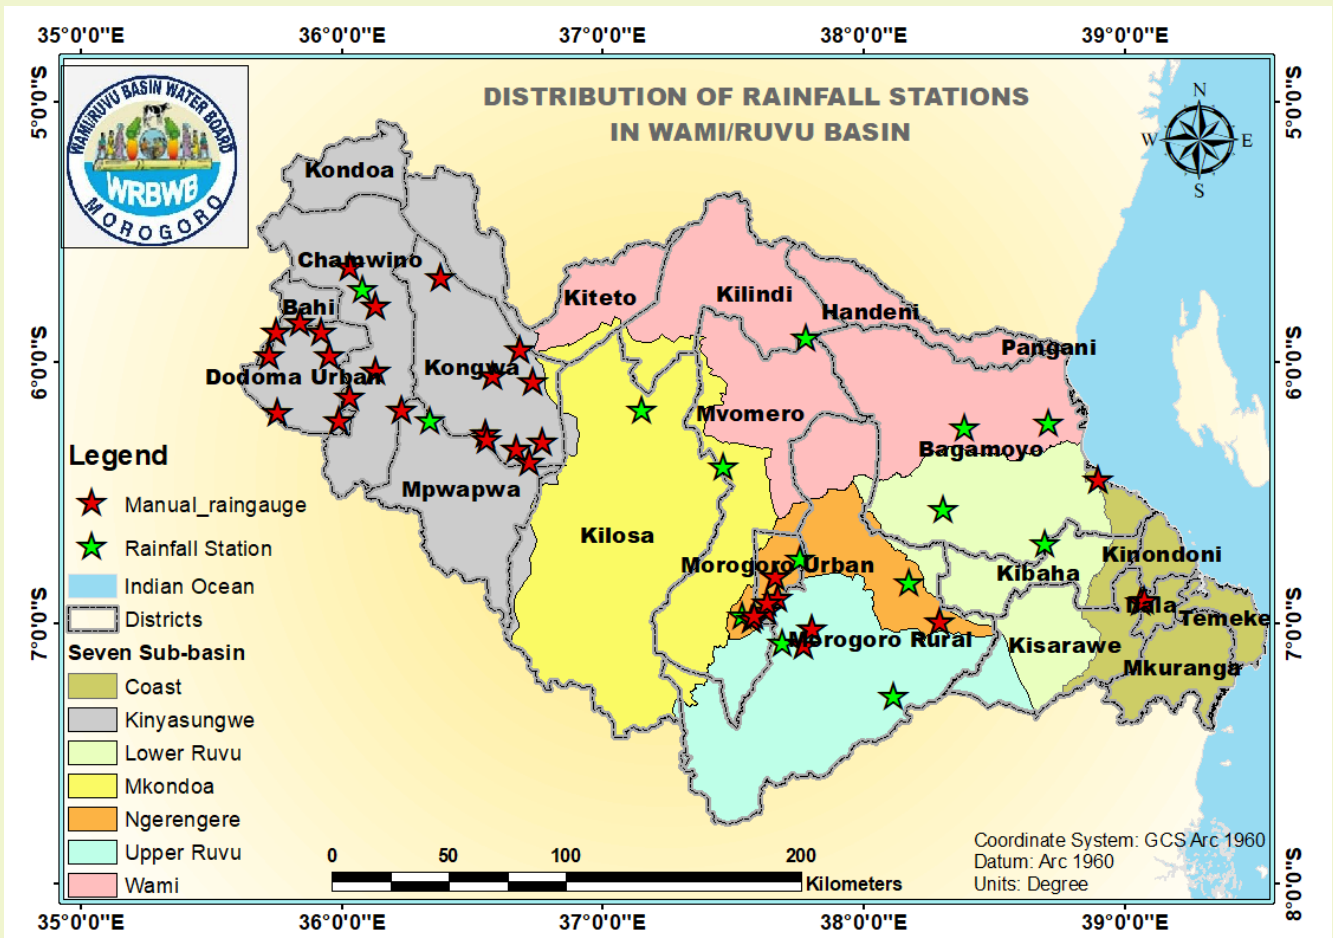 35°0'0"E 36°0'0"E 37°0'0"E 38°0'0"E 39°0'0"E
5°0'0"S
5°0'0"S
WAMI/RUVU BASIN WATER BOARD
WRBWB
MOROGORO
DISTRIBUTION OF RAINFALL STATIONS
IN WAMI/RUVU BASIN
N
W E
S
Kondoa
Chamwino
Bahi
Kiteto
Kilindi
Handeni
Pangani
6°0'0"S
6°0'0"S
Dodoma Urban
Kongwa
Mvomero
Bagamoyo
Mpwapwa
Kilosa
Morogoro Urban
Kinondoni
Kibaha
Ilala
Temeke
Morogoro Rural
Kisarawe
Mkuranga
7°0'0"S
7°0'0"S
Legend
Manual_raingauge
Rainfall Station
Indian Ocean
Districts
Seven Sub-basin
Coast
Kinyasungwe
Lower Ruvu
Mkondoa
Ngerengere
Upper Ruvu
Wami
0 50 100 200
Kilometers
Coordinate System: GCS Arc 1960
Datum: Arc 1960
Units: Degree
8°0'0"S
35°0'0"E 36°0'0"E 37°0'0"E 38°0'0"E 39°0'0"E